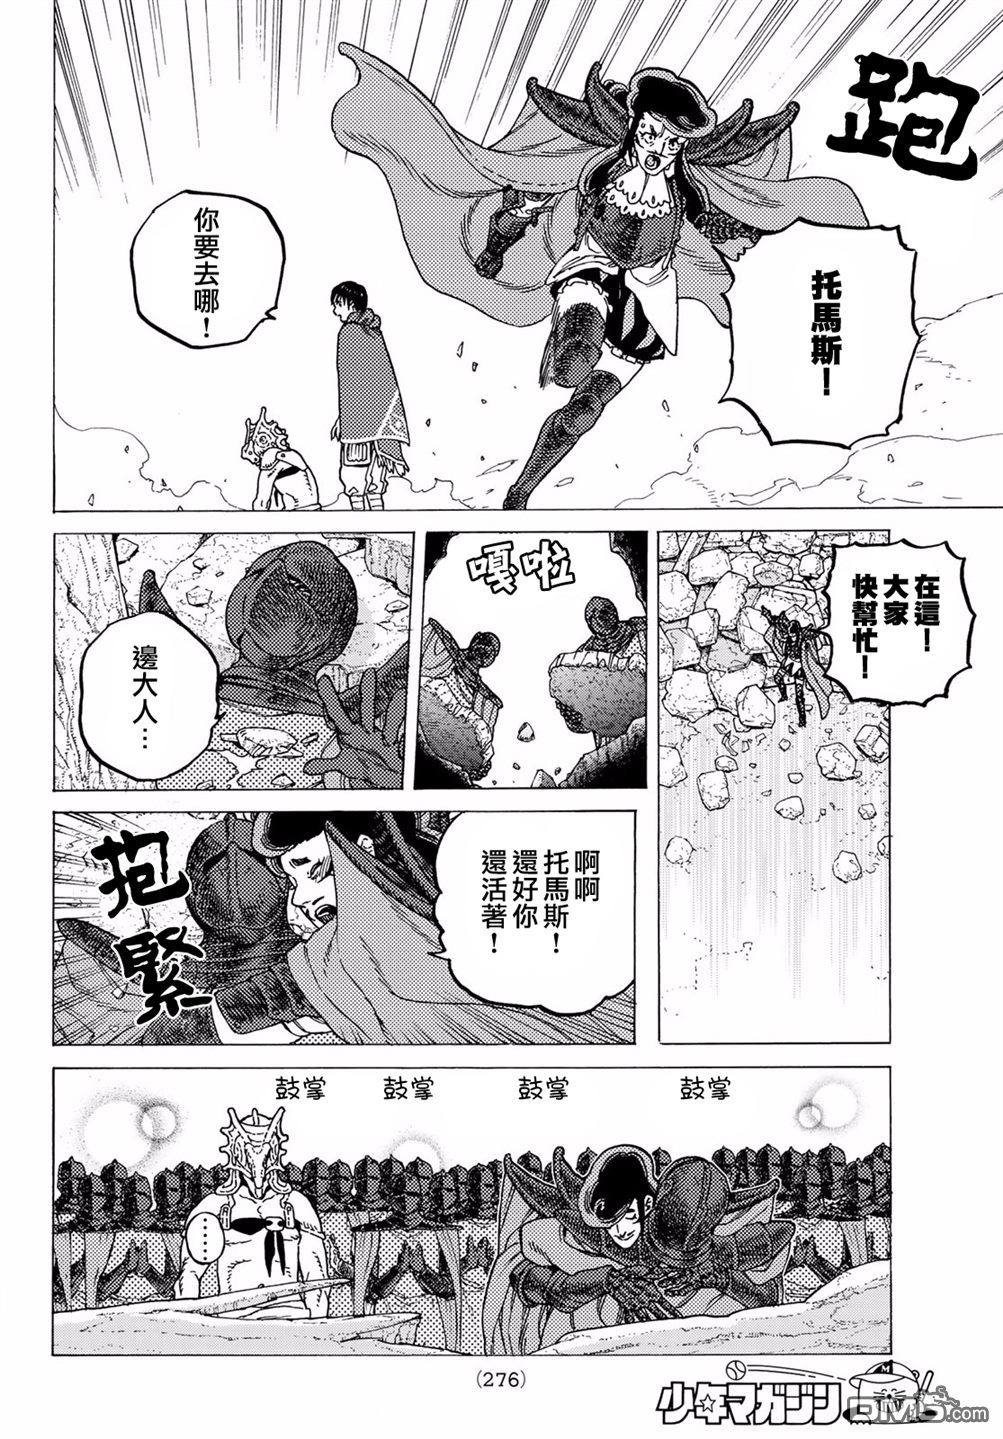 跑
托馬斯！
你要去哪！
在這！
大家
快幫忙！
嘎啦
邊大人…
啊啊
托馬斯！
還好你
還活著！
抱緊
鼓掌
鼓掌
鼓掌
鼓掌
……
(276)
少年マガジン
DM5.com